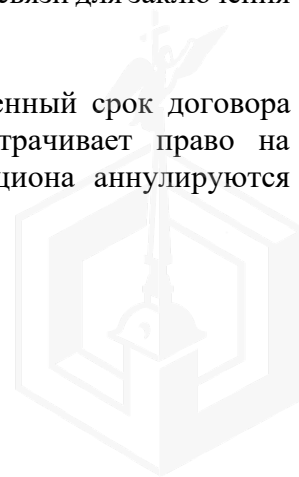 связи для заключения
енный срок договора
трачивает право на
циона аннулируются